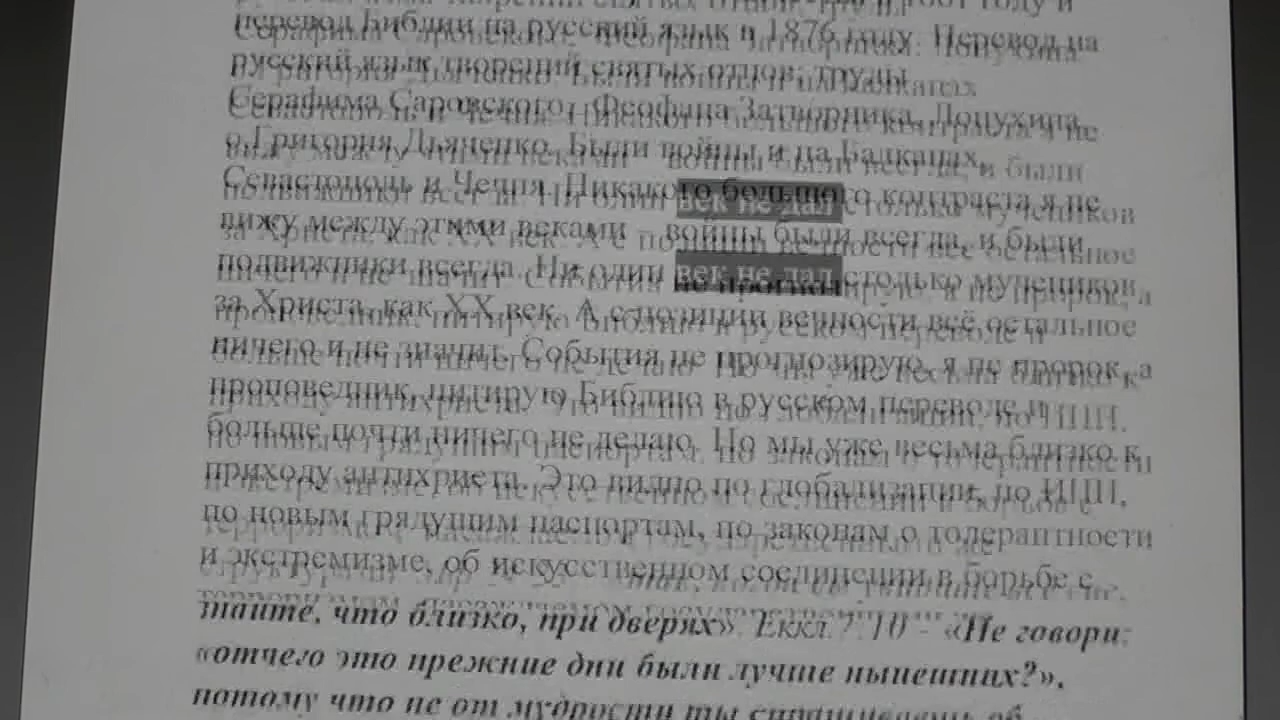 перевод Библии на русский язык в 1876 году. Перевод на
русский язык творений святых отцов: труды
Серафима Саровского, Феофана Затворника, Лопухина,
о.Григория Дьяченко. Были войны и на Балканах,
Севастополь и Чечня. Никакого большого контраста я не
вижу между этими веками войны были всегда, и были
подвижники всегда. Ни один век не дал столько мучеников
за Христа, как XX век. А с позиции вечности всё остальное
ничего и не значит. События не прогнозирую, я не пророк, а
проповедник, цитирую Библию в русском переводе и
больше почти ничего не делаю. Но мы уже весьма близко к
приходу антихриста. Это видно по глобализации, по ИНН,
по новым грядущим паспортам, по законам о толерантности
и экстремизме, об искусственном соединении в борьбе с
тайте, что близко, при дверях». Еккл.7:10 - «Не говори:
«отчего это прежние дни были лучше нынешних?»,
потому что не от мудрости ты спрашиваешь об